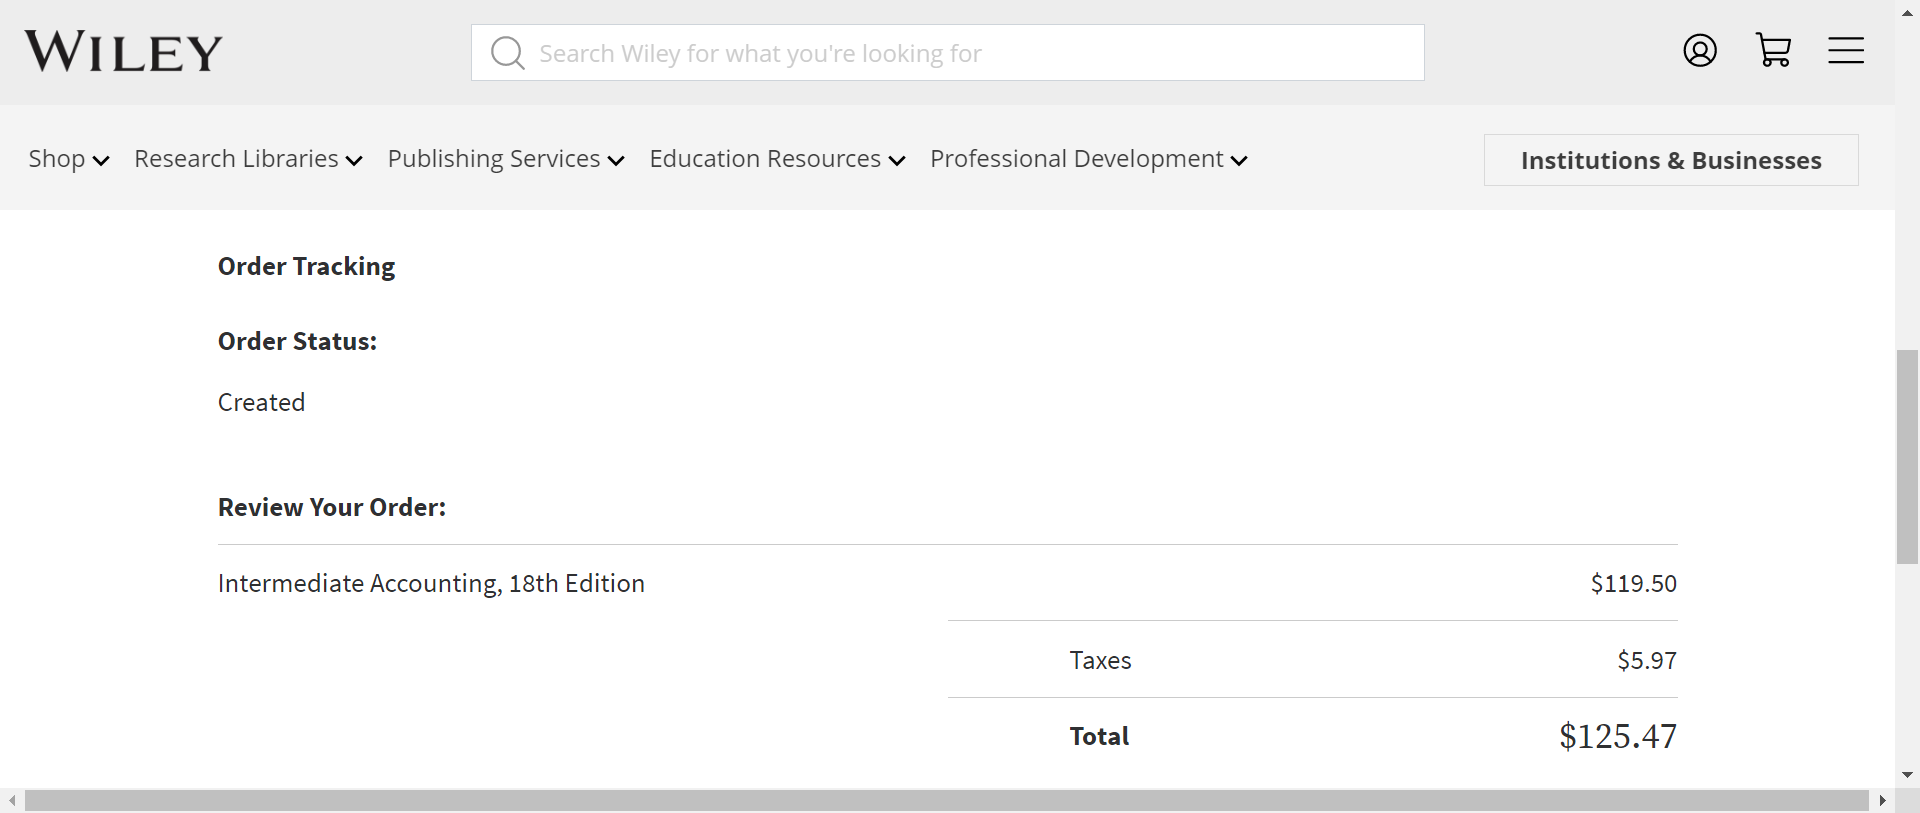 WILEY
Search Wiley for what you're looking for
Shop Research Libraries Publishing Services Education Resources Professional Development Institutions & Businesses
Order Tracking
Order Status:
Created
Review Your Order:
Intermediate Accounting, 18th Edition $119.50
Taxes $5.97
Total $125.47